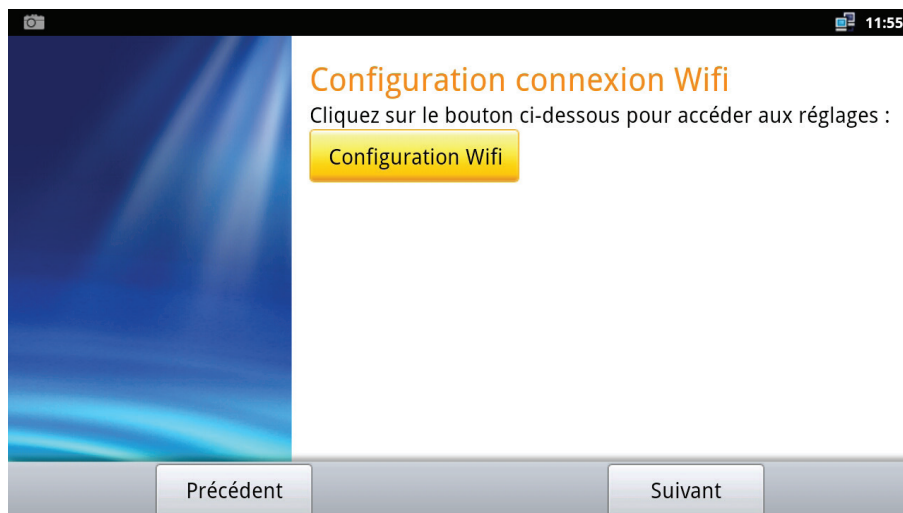 11:55
Configuration connexion Wifi
Cliquez sur le bouton ci-dessous pour accéder aux réglages :
Configuration Wifi
Précédent
Suivant